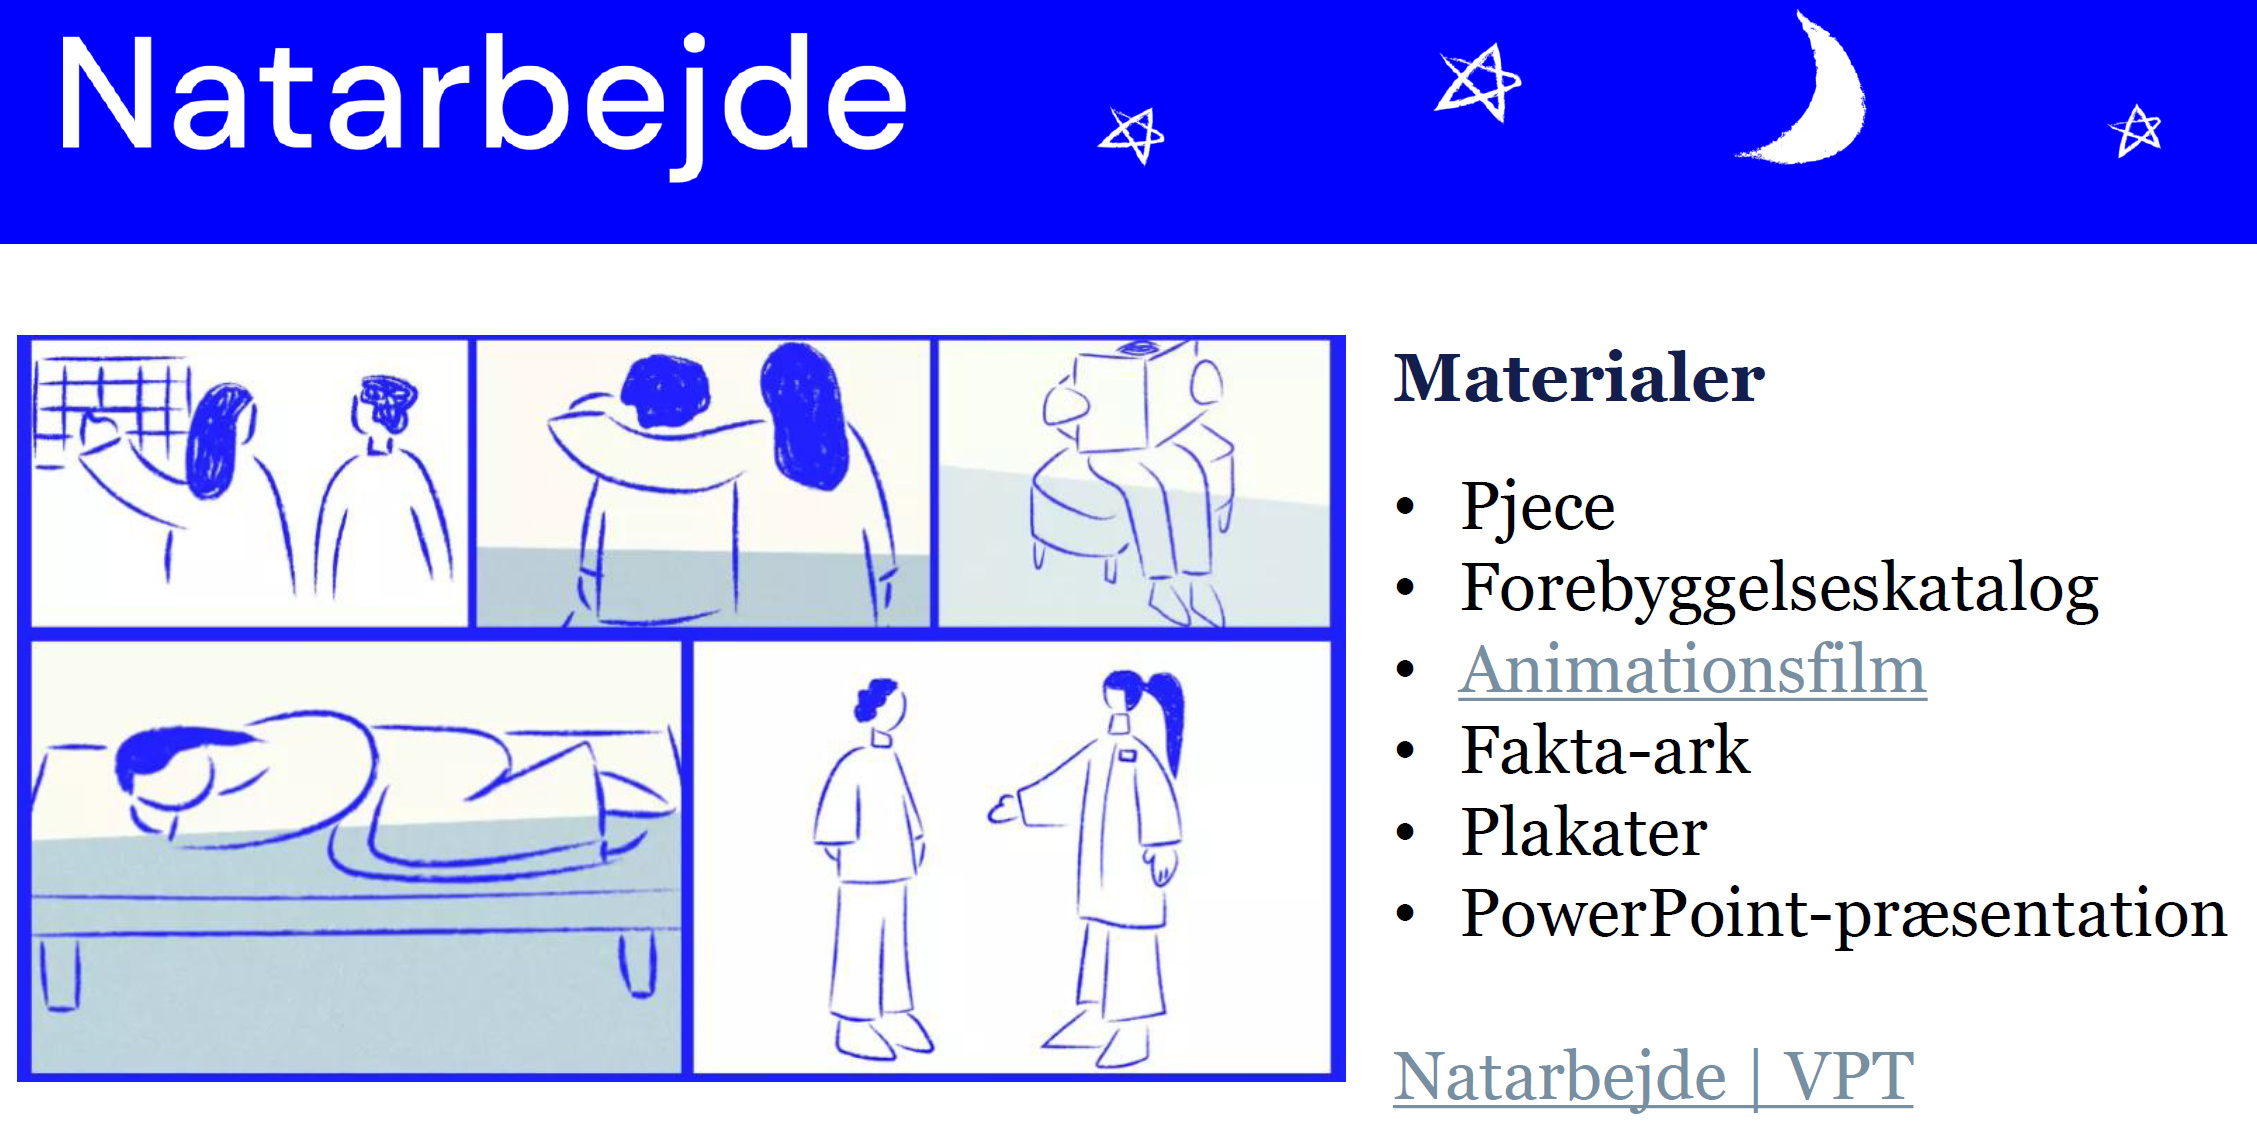 Natarbejde
Materialer
• Pjece
• Forebyggelseskatalog
• Animationsfilm
• Fakta-ark
• Plakater
• PowerPoint-præsentation
Natarbejde | VPT